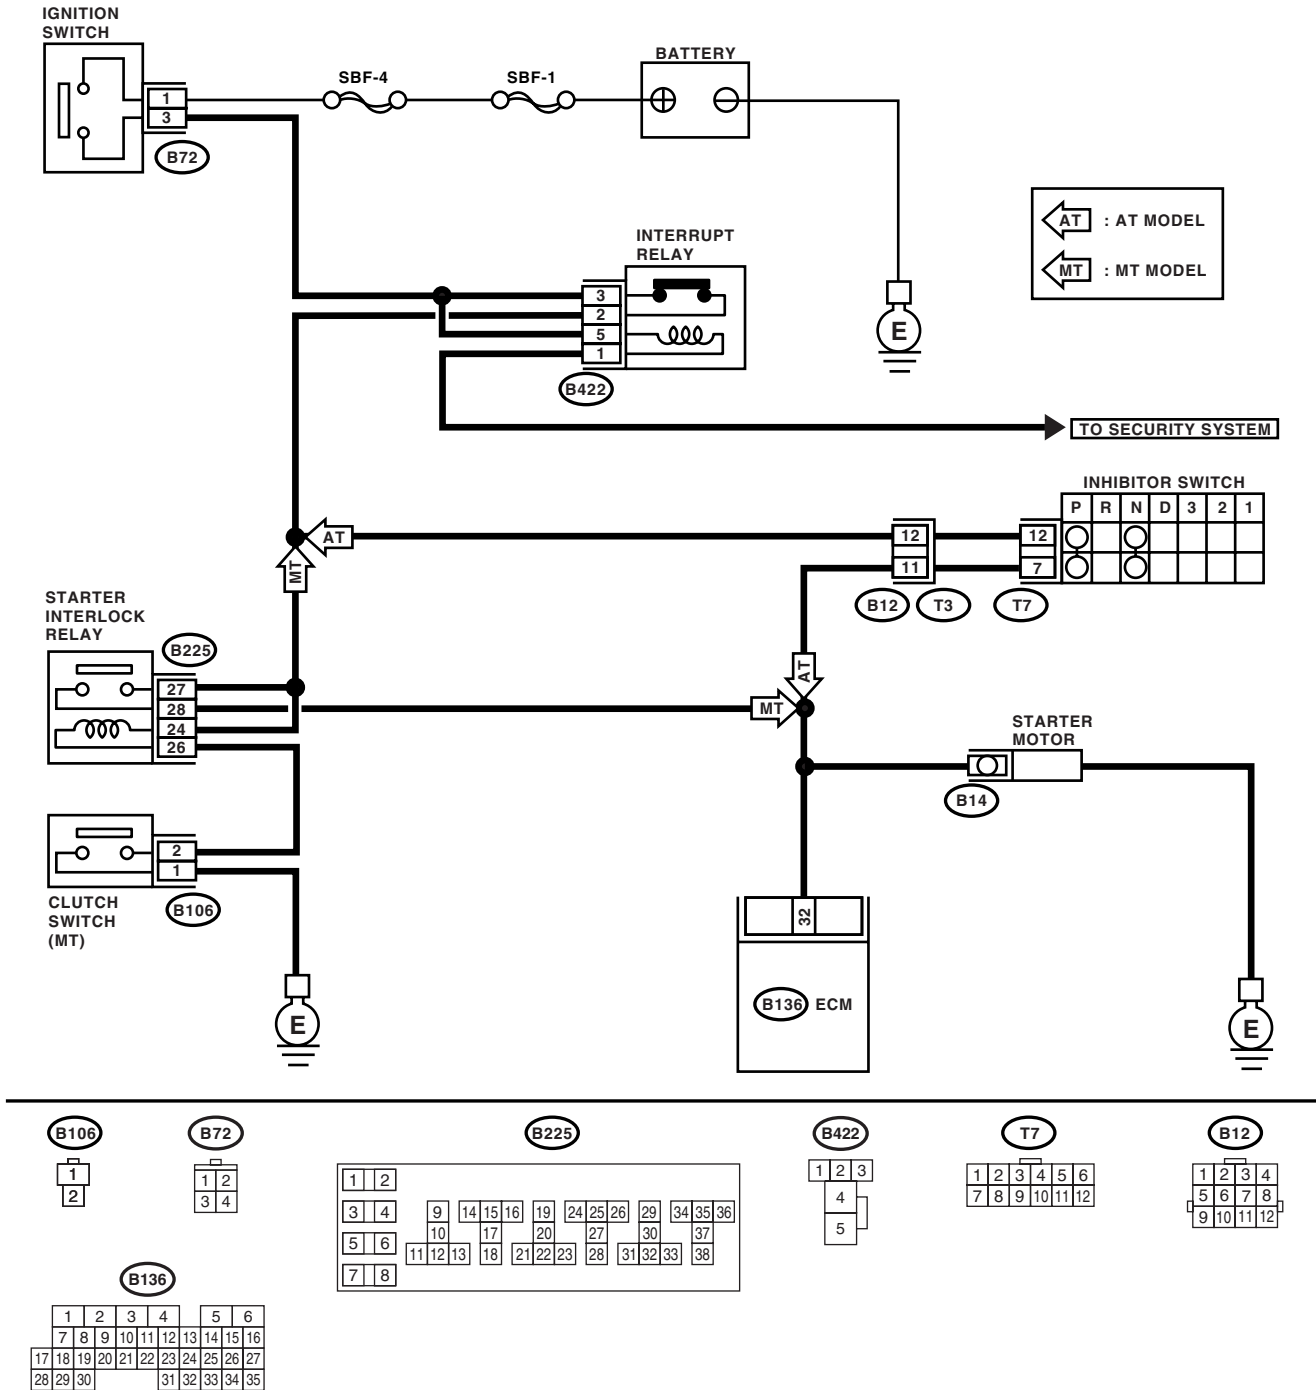 IGNITION
SWITCH
1
3
B72
SBF-4
SBF-1
BATTERY
E
AT : AT MODEL
MT : MT MODEL
INTERRUPT
RELAY
3
2
5
1
B422
TO SECURITY SYSTEM
INHIBITOR SWITCH
P R N D 3 2 1
AT
12
12
11
7
B12
T3
T7
MT
STARTER
INTERLOCK
RELAY
B225
27
28
24
26
AT
MT
STARTER
MOTOR
B14
2
1
B106
CLUTCH
SWITCH
(MT)
32
B136 ECM
E
E
B106
1
2
B72
1 2
3 4
B225
1 2
3 4 9 14 15 16 19 24 25 26 29 34 35 36
10 17 20 27 30 37
5 6 11 12 13 18 21 22 23 28 31 32 33 38
7 8
B422
1 2 3
4
5
T7
1 2 3 4 5 6
7 8 9 10 11 12
B12
1 2 3 4
5 6 7 8
9 10 11 12
B136
1 2 3 4 5 6
7 8 9 10 11 12 13 14 15 16
17 18 19 20 21 22 23 24 25 26 27
28 29 30 31 32 33 34 35